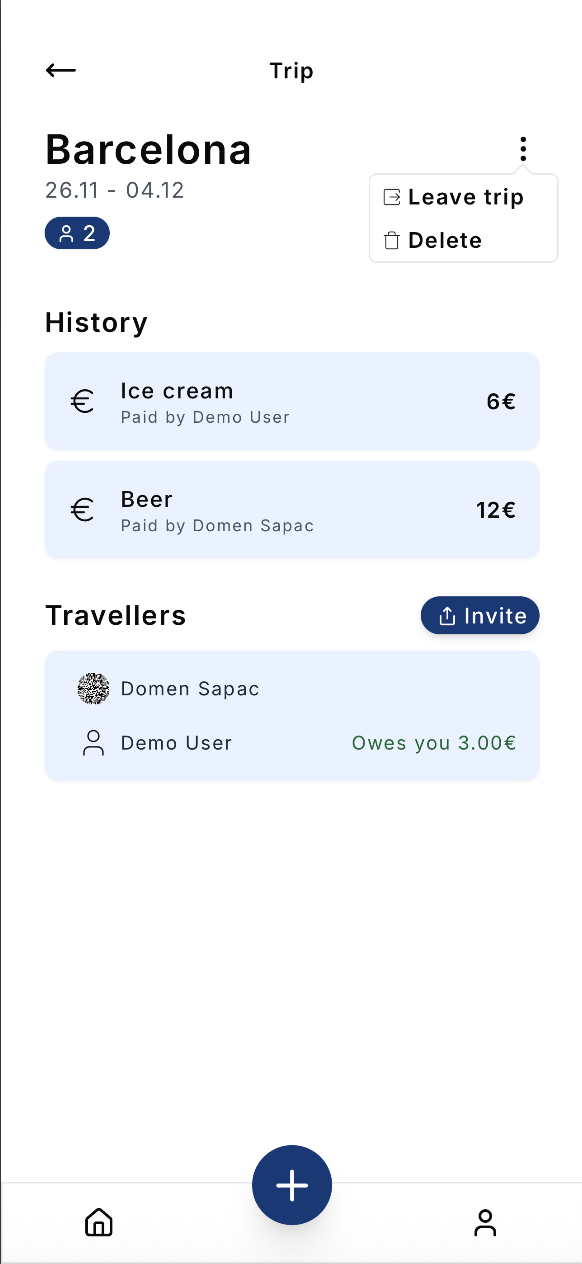 Trip
Barcelona
26.11 - 04.12
2
Leave trip
Delete
History
Ice cream
Paid by Demo User
6€
Beer
Paid by Domen Sapac
12€
Travellers
Invite
Domen Sapac
Demo User
Owes you 3.00€